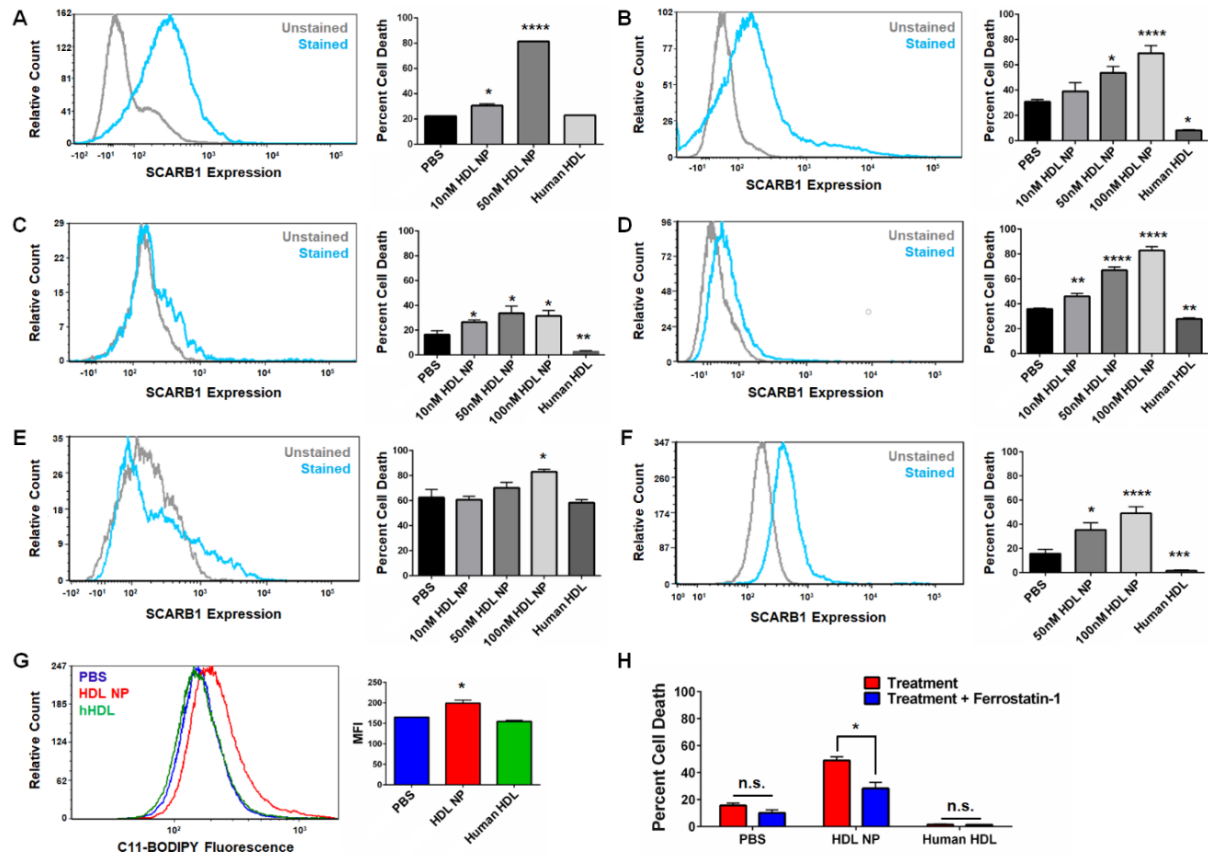 A
Relative Count
162
122
81
41
0
Unstained
Stained
-10² -10¹ 10² 10³ 10⁴ 10⁵
SCARB1 Expression
Percent Cell Death
100
80
60
40
20
0
* ****
PBS
10nM HDL NP
50nM HDL NP
Human HDL
B
Relative Count
102
77
51
26
0
Unstained
Stained
-10¹ 10² 10³ 10⁴ 10⁵
SCARB1 Expression
Percent Cell Death
100
80
60
40
20
0
* **** *
PBS
10nM HDL NP
50nM HDL NP
100nM HDL NP
Human HDL
C
Relative Count
29
22
15
7
0
Unstained
Stained
-10¹ 10² 10³ 10⁴ 10⁵
SCARB1 Expression
Percent Cell Death
100
80
60
40
20
0
* * * **
PBS
10nM HDL NP
50nM HDL NP
100nM HDL NP
Human HDL
D
Relative Count
96
72
48
24
0
Unstained
Stained
-10¹ 10² 10³ 10⁴ 10⁵
SCARB1 Expression
Percent Cell Death
100
80
60
40
20
0
** **** **** **
PBS
10nM HDL NP
50nM HDL NP
100nM HDL NP
Human HDL
E
Relative Count
35
26
18
9
0
Unstained
Stained
-10² -10¹ 10² 10³ 10⁴ 10⁵
SCARB1 Expression
Percent Cell Death
100
80
60
40
20
0
*
PBS
10nM HDL NP
50nM HDL NP
100nM HDL NP
Human HDL
F
Relative Count
347
260
174
87
0
Unstained
Stained
10⁰ 10¹ 10² 10³ 10⁴ 10⁵
SCARB1 Expression
Percent Cell Death
100
80
60
40
20
0
* **** ***
PBS
50nM HDL NP
100nM HDL NP
Human HDL
G
Relative Count
247
185
124
62
0
PBS
HDL NP
hHDL
10² 10³
C11-BODIPY Fluorescence
MFI
250
200
150
100
50
0
*
PBS
HDL NP
Human HDL
H
Percent Cell Death
100
80
60
40
20
0
Treatment
Treatment + Ferrostatin-1
n.s. * n.s.
PBS HDL NP Human HDL